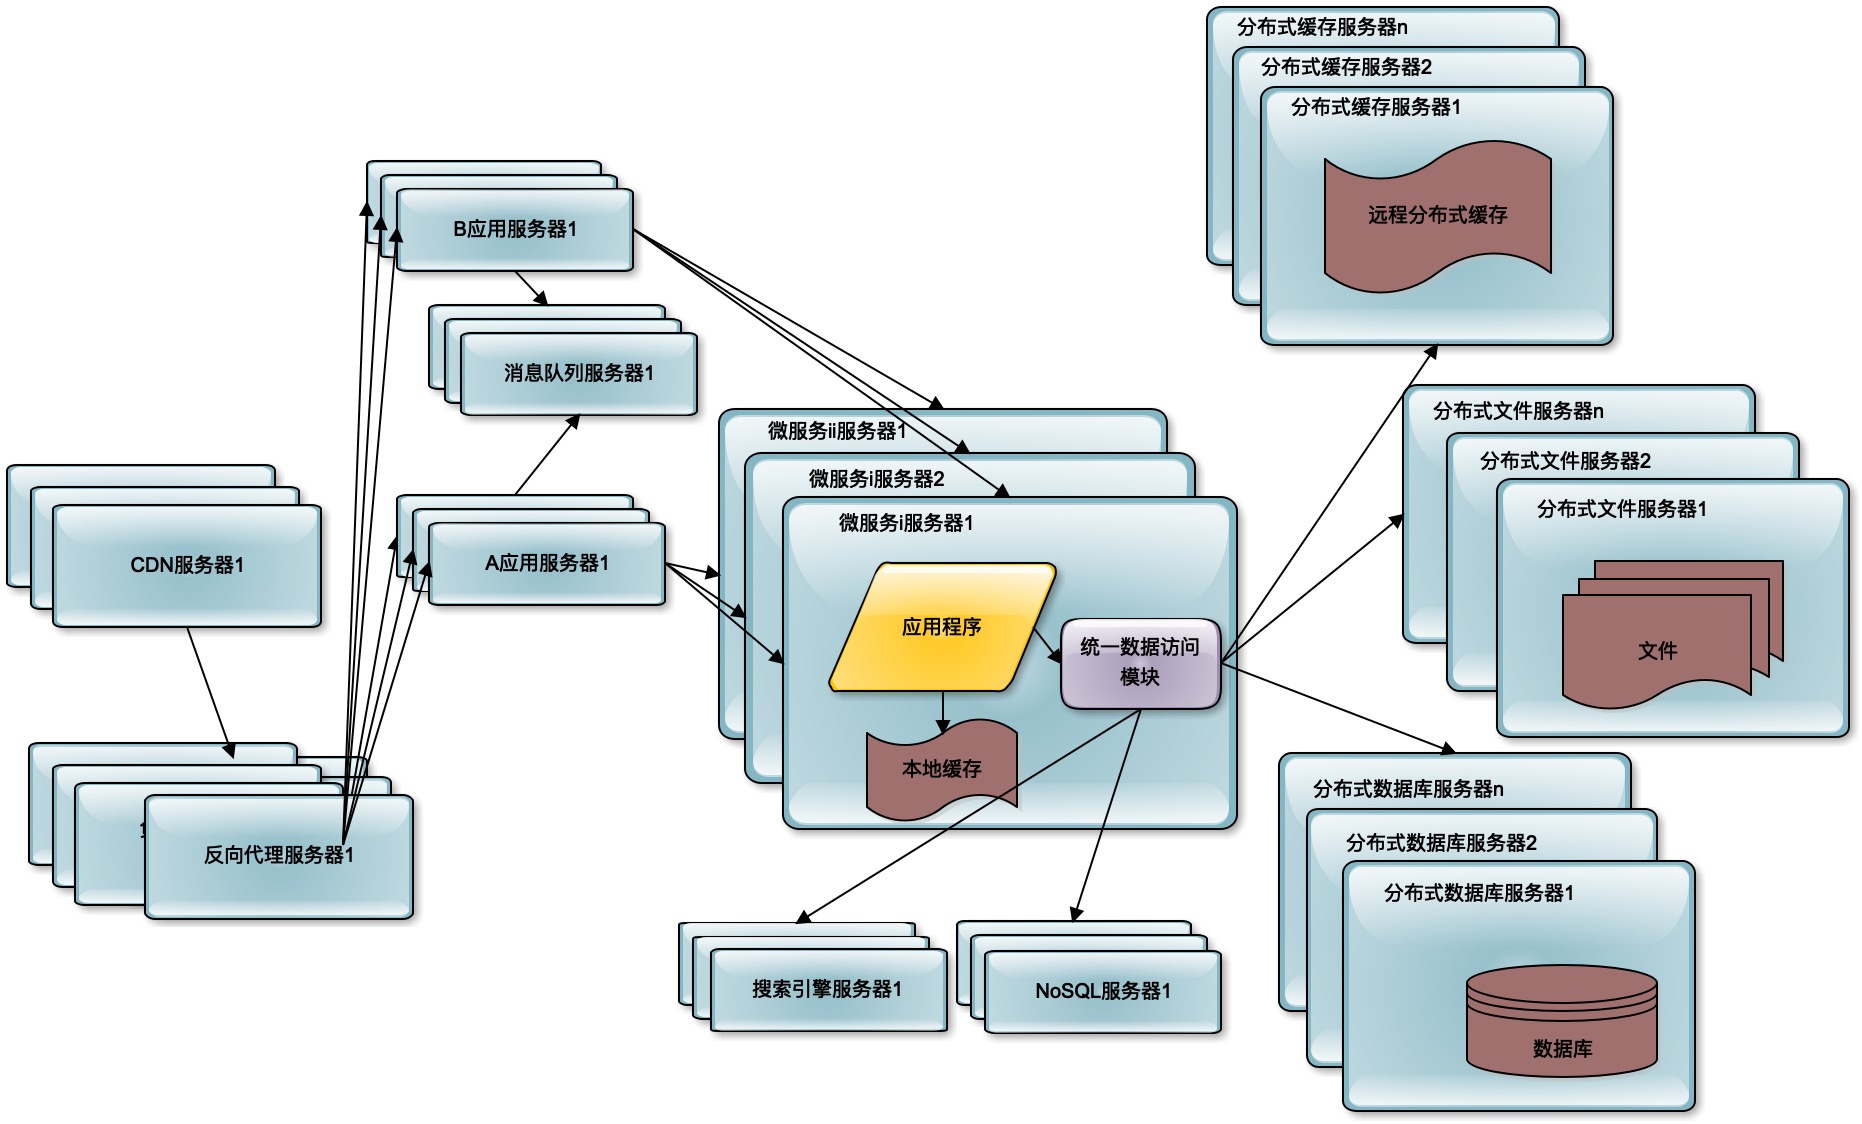 分布式缓存服务器n
分布式缓存服务器2
分布式缓存服务器1
远程分布式缓存
B应用服务器1
消息队列服务器1
微服务ii服务器1
微服务i服务器2
微服务i服务器1
应用程序
统一数据访问
模块
本地缓存
分布式文件服务器n
分布式文件服务器2
分布式文件服务器1
文件
CDN服务器1
A应用服务器1
反向代理服务器1
分布式数据库服务器n
分布式数据库服务器2
分布式数据库服务器1
数据库
搜索引擎服务器1
NoSQL服务器1